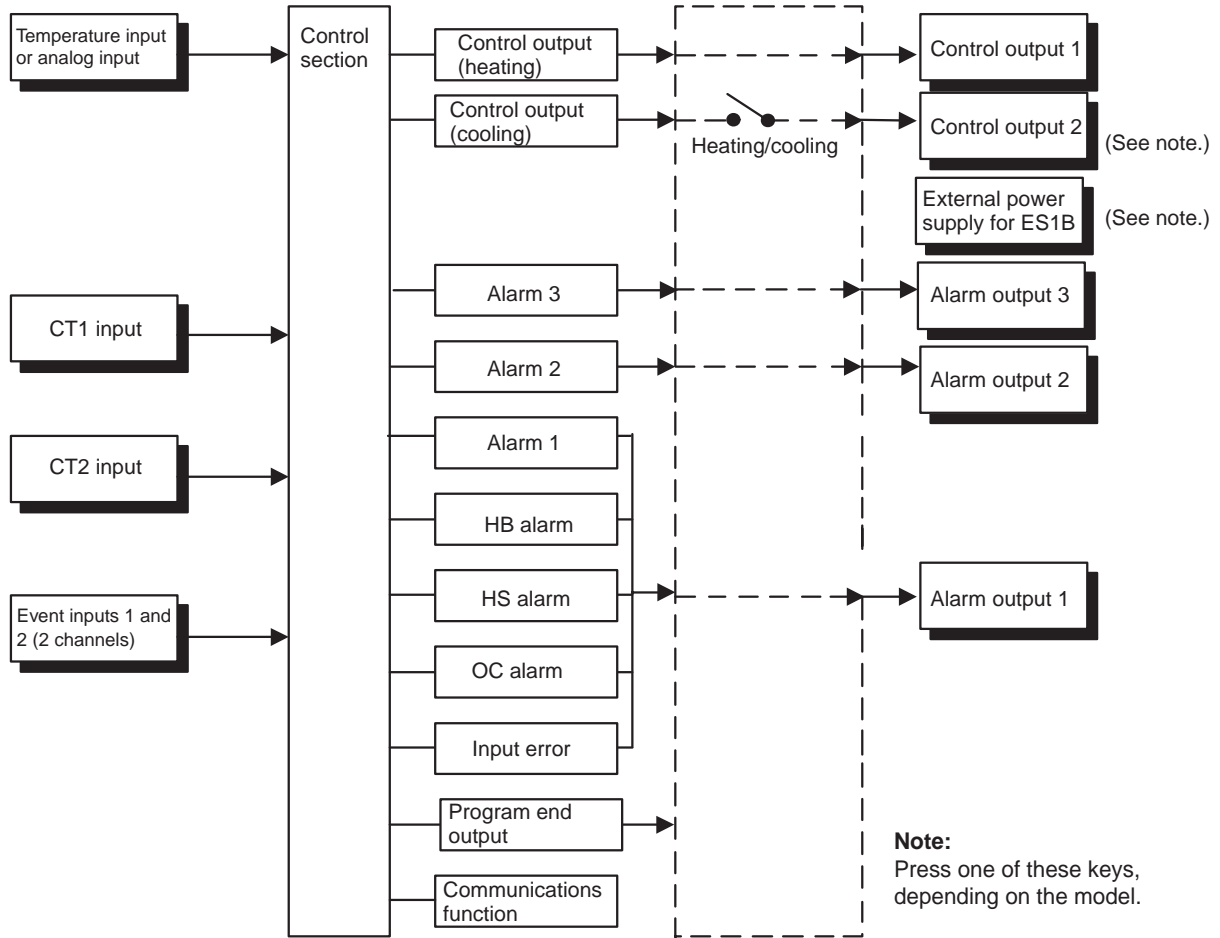 Temperature input
or analog input
Control
section
Control output
(heating)
Control output 1
Control output
(cooling)
Heating/cooling
Control output 2
(See note.)
External power
supply for ES1B
(See note.)
Alarm 3
Alarm output 3
CT1 input
Alarm 2
Alarm output 2
Alarm 1
CT2 input
HB alarm
HS alarm
Alarm output 1
Event inputs 1 and
2 (2 channels)
OC alarm
Input error
Program end
output
Communications
function
Note:
Press one of these keys,
depending on the model.